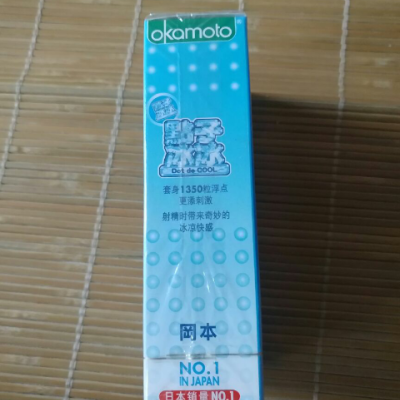 okamoto
點子
冰冰
Dot de COOL
套身1350粒浮点
更添刺激
射精时带来奇妙的
冰凉快感
岡本
NO.1
IN JAPAN
日本销量NO.1